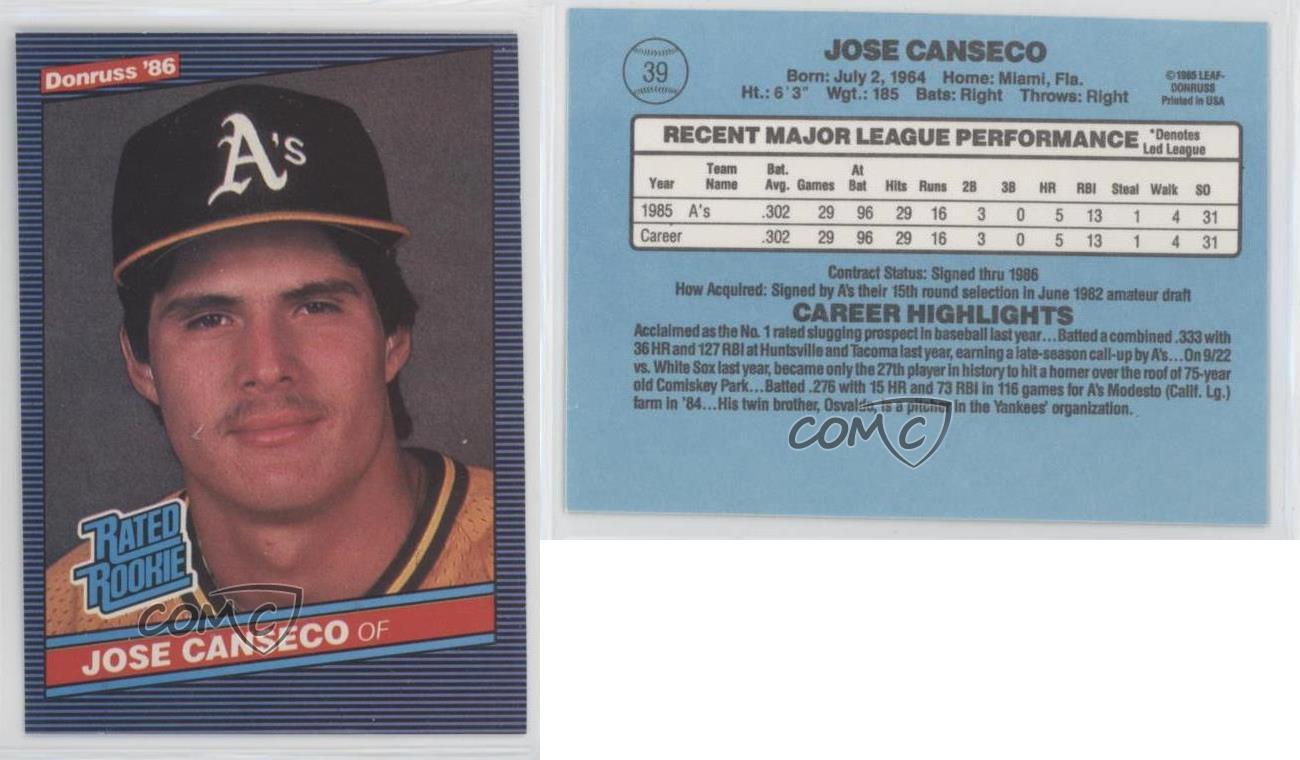 Donruss '86
A's
RATED
ROOKIE
COMC
JOSE CANSECO OF
39
JOSE CANSECO
Born: July 2, 1964 Home: Miami, Fla.
Ht.: 6'3" Wgt.: 185 Bats: Right Throws: Right
©1985 LEAF-
DONRUSS
Printed in USA
RECENT MAJOR LEAGUE PERFORMANCE *Denotes
Led League
Year Team Name Bat. Avg. Games At Bat Hits Runs 2B 3B HR RBI Steal Walk SO
1985 A's .302 29 96 29 16 3 0 5 13 1 4 31
Career .302 29 96 29 16 3 0 5 13 1 4 31
Contract Status: Signed thru 1986
How Acquired: Signed by A's their 15th round selection in June 1982 amateur draft
CAREER HIGHLIGHTS
Acclaimed as the No. 1 rated slugging prospect in baseball last year...Batted a combined .333 with
36 HR and 127 RBI at Huntsville and Tacoma last year, earning a late-season call-up by A's...On 9/22
vs. White Sox last year, became only the 27th player in history to hit a homer over the roof of 75-year
old Comiskey Park...Batted .276 with 15 HR and 73 RBI in 116 games for A's Modesto (Calif. Lg.)
farm in '84...His twin brother, Osvaldo, is a pitcher in the Yankees' organization.
COMC